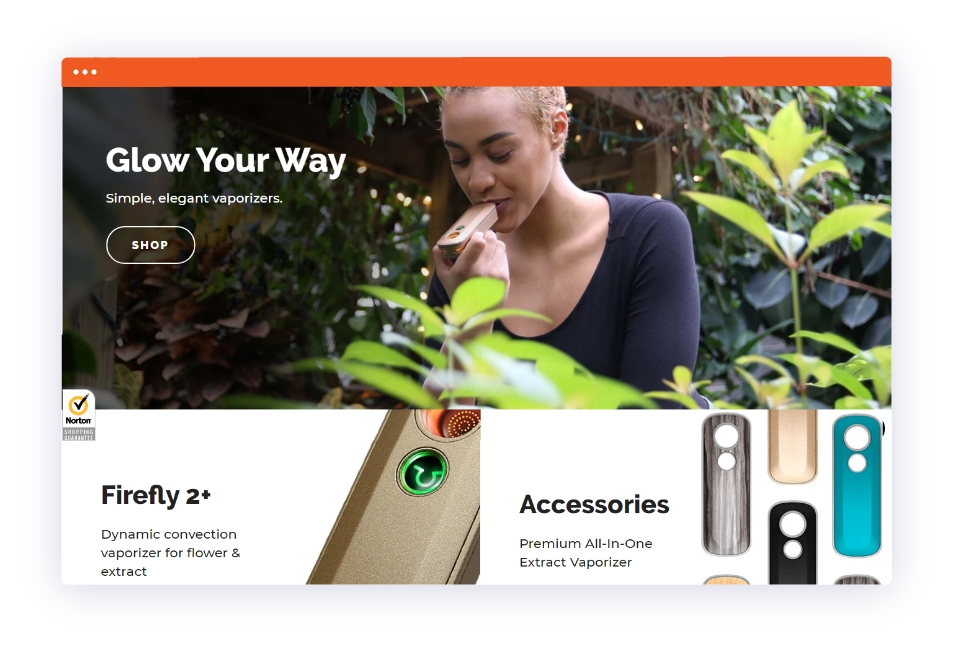 Glow Your Way
Simple, elegant vaporizers.
SHOP
Norton
SHOPPING
GUARANTEE
Firefly 2+
Dynamic convection
vaporizer for flower &
extract
Accessories
Premium All-In-One
Extract Vaporizer